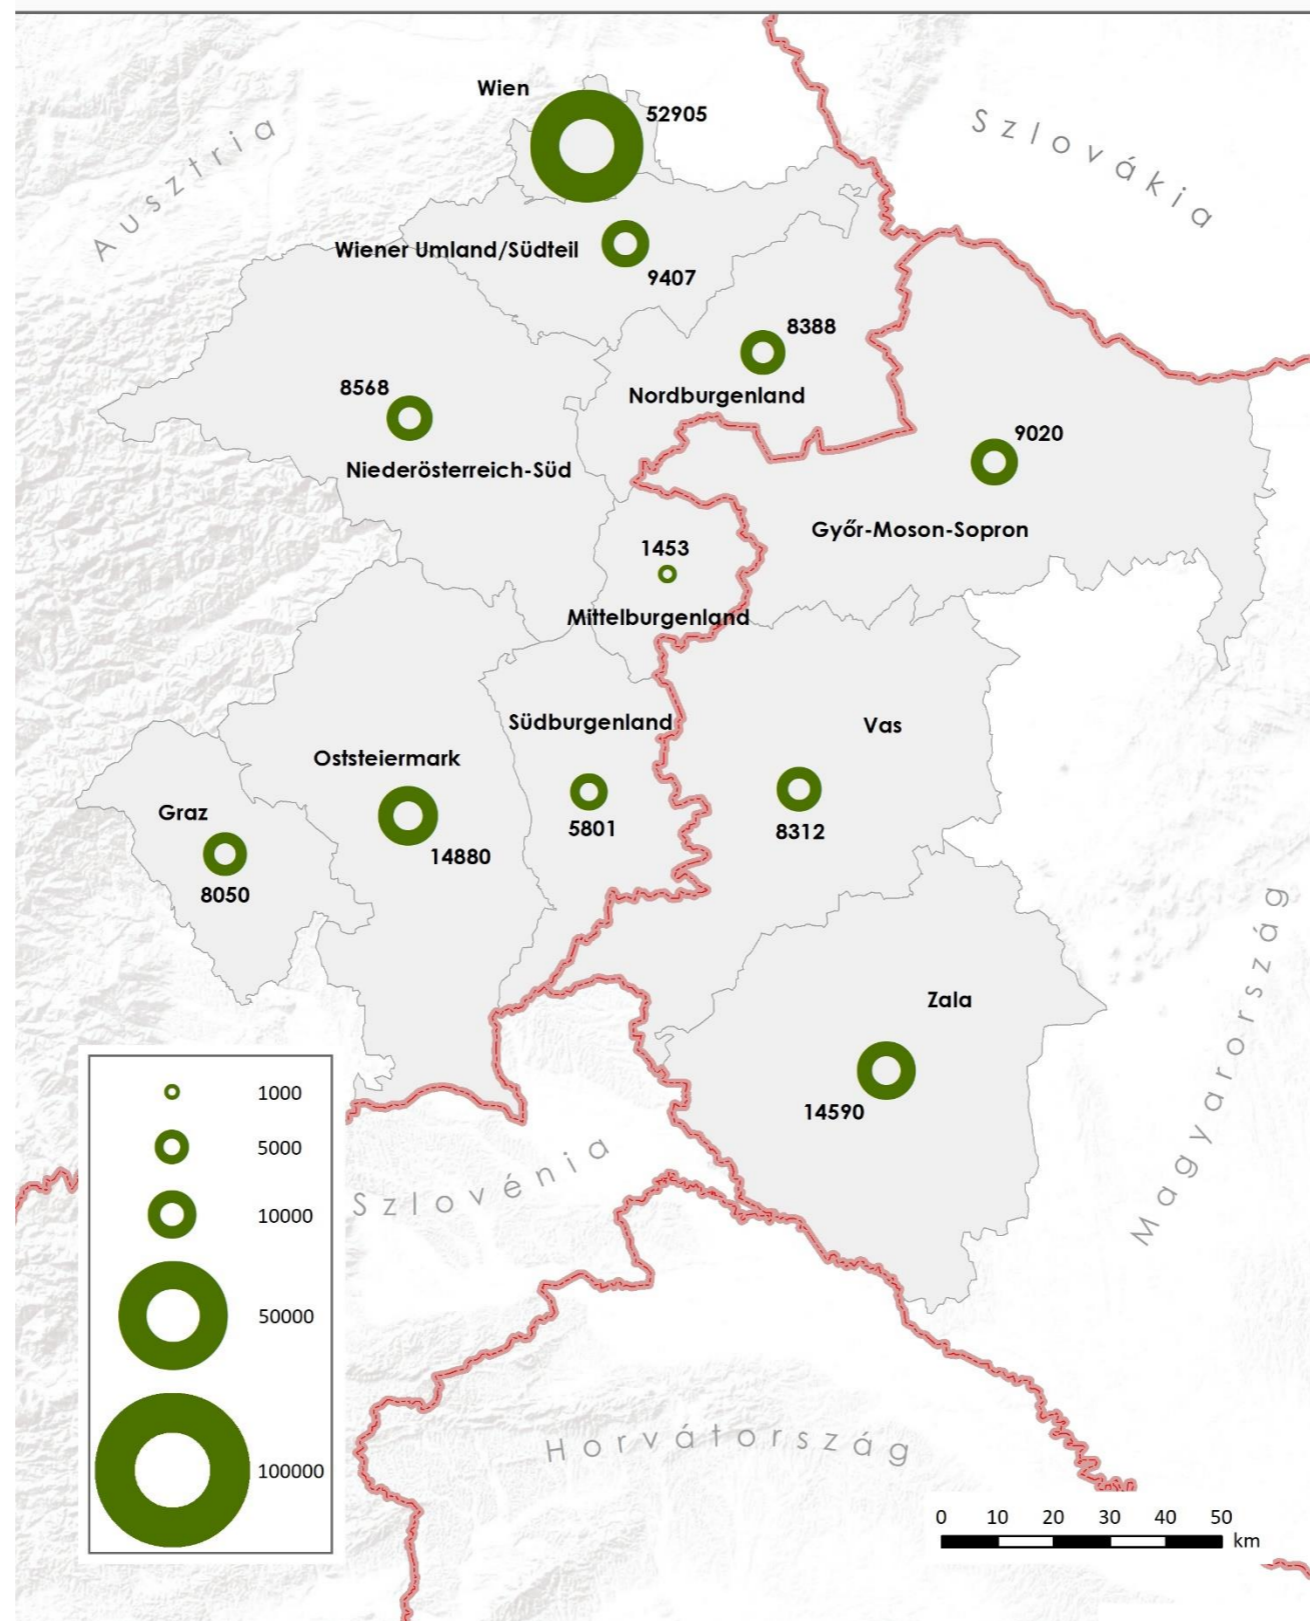 Wien
52905
Ausztria
Szlovákia
Wiener Umland/Südteil
9407
8388
Nordburgenland
8568
Niederösterreich-Süd
9020
Győr-Moson-Sopron
1453
Mittelburgenland
Südburgenland
5801
Vas
8312
Oststeiermark
14880
Graz
8050
Zala
14590
Magyarország
Szlovénia
Horvátország
1000
5000
10000
50000
100000
0 10 20 30 40 50
km